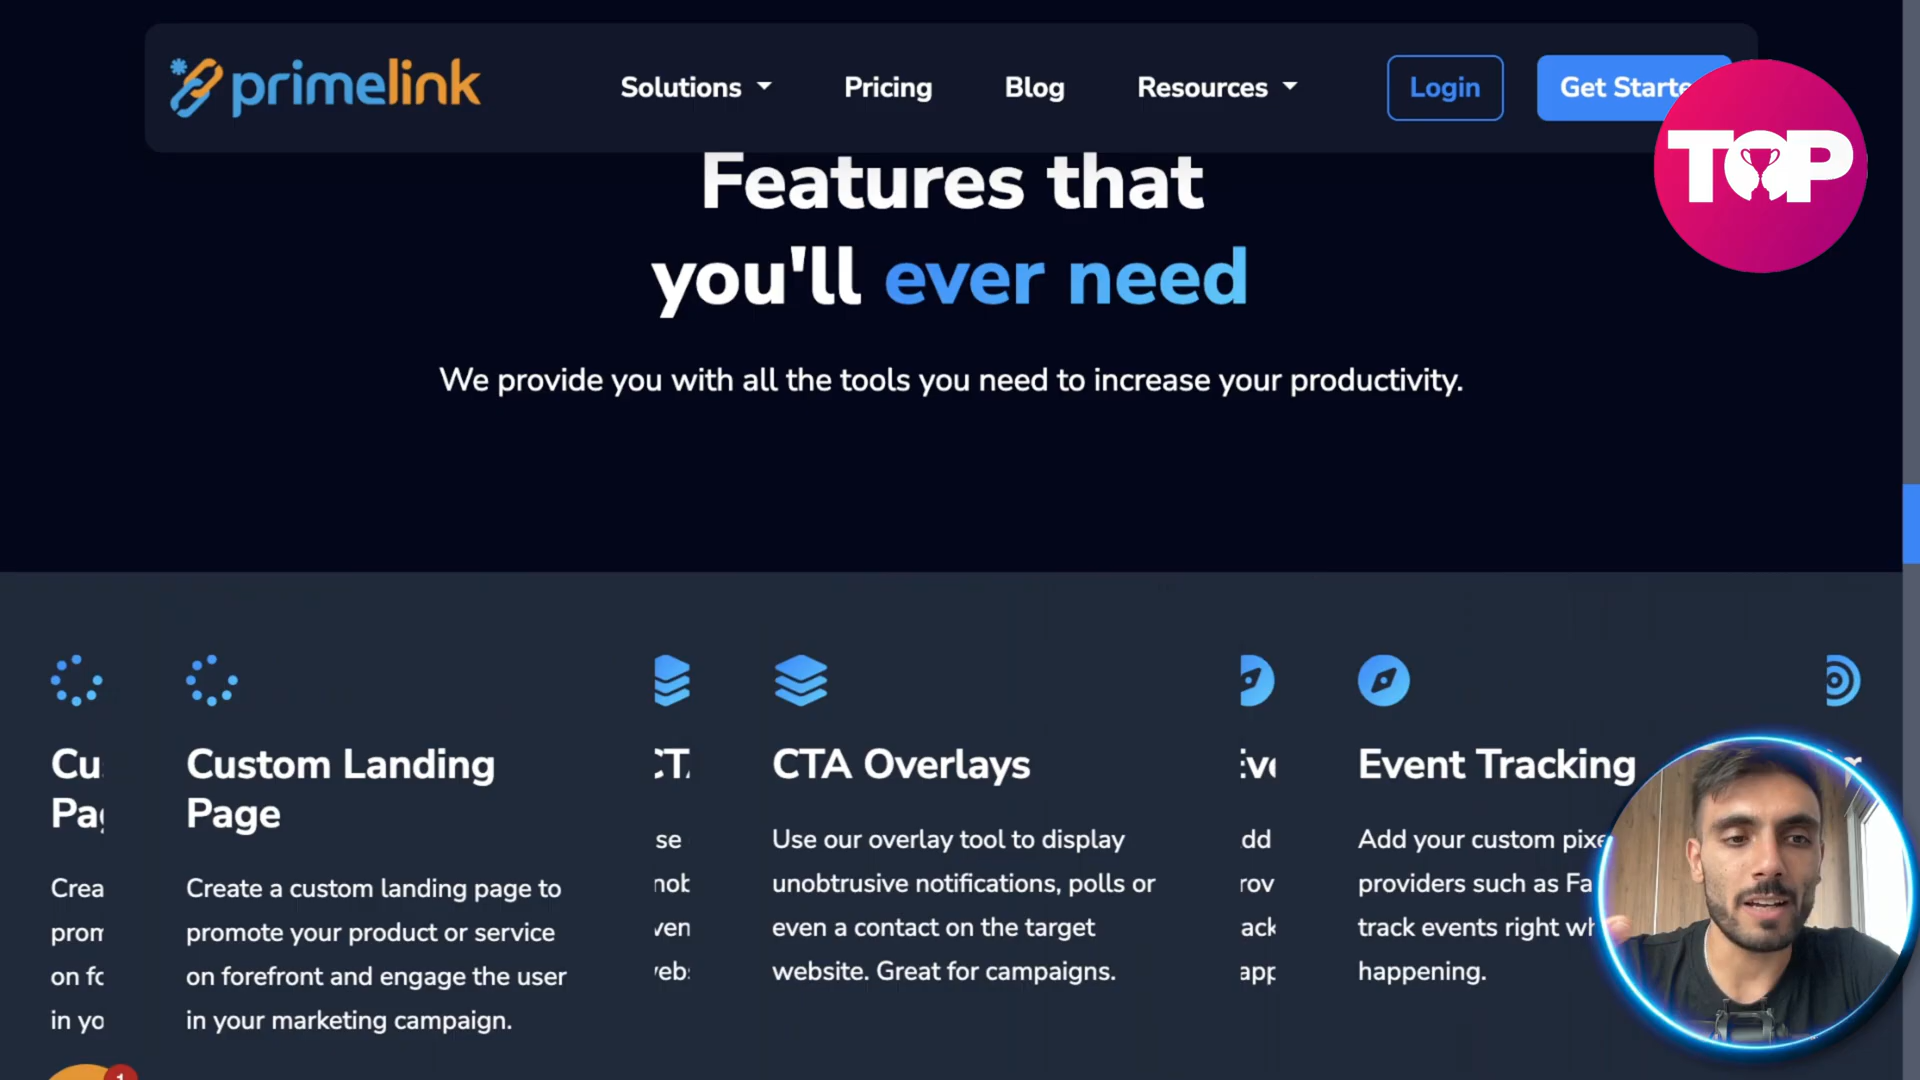 primelink
Solutions
Pricing
Blog
Resources
Login
Get Starte
TOP
Features that
you'll ever need
We provide you with all the tools you need to increase your productivity.
Custom Landing
Page
Create a custom landing page to
promote your product or service
on forefront and engage the user
in your marketing campaign.
CTA Overlays
Use our overlay tool to display
unobtrusive notifications, polls or
even a contact on the target
website. Great for campaigns.
Event Tracking
Add your custom pixe
providers such as Fa
track events right wh
happening.
1